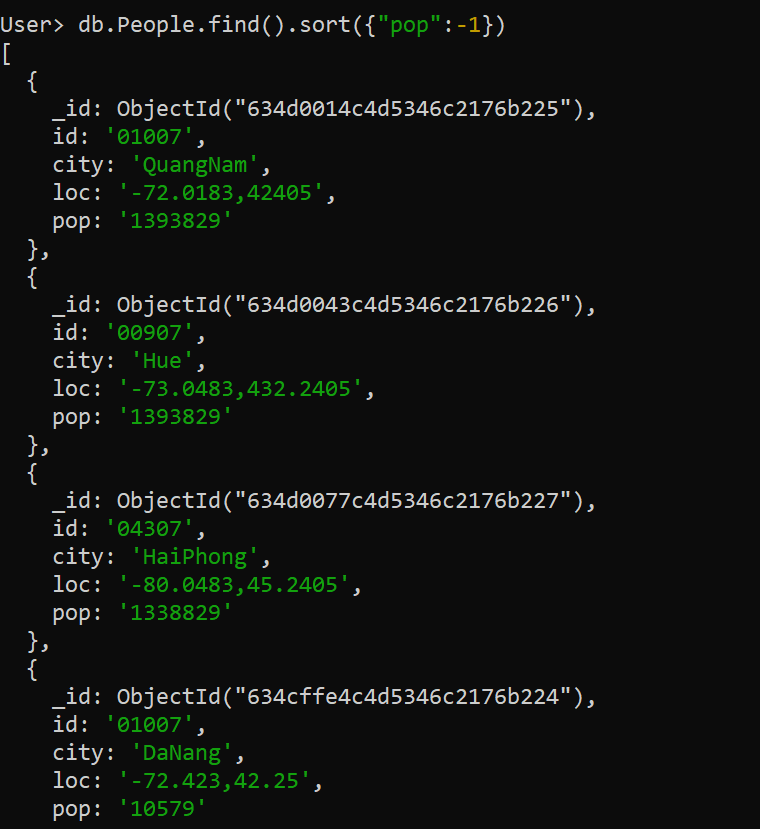 User> db.People.find().sort({"pop":-1})
[
  {
    _id: ObjectId("634d0014c4d5346c2176b225"),
    id: '01007',
    city: 'QuangNam',
    loc: '-72.0183,42405',
    pop: '1393829'
  },
  {
    _id: ObjectId("634d0043c4d5346c2176b226"),
    id: '00907',
    city: 'Hue',
    loc: '-73.0483,432.2405',
    pop: '1393829'
  },
  {
    _id: ObjectId("634d0077c4d5346c2176b227"),
    id: '04307',
    city: 'HaiPhong',
    loc: '-80.0483,45.2405',
    pop: '1338829'
  },
  {
    _id: ObjectId("634cffe4c4d5346c2176b224"),
    id: '01007',
    city: 'DaNang',
    loc: '-72.423,42.25',
    pop: '10579'